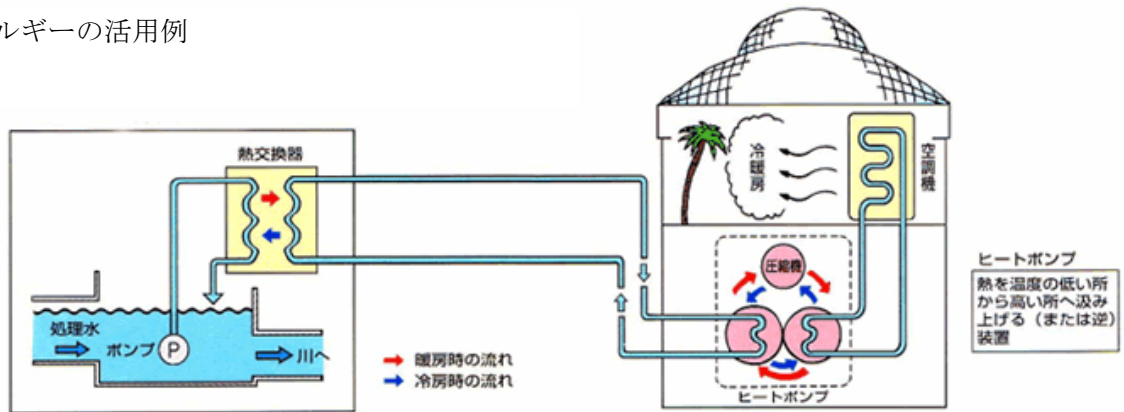 ルギーの活用例
熱交換器
処理水
ポンプ
P
川へ
暖房時の流れ
冷房時の流れ
冷暖房
空調機
圧縮機
ヒートポンプ
ヒートポンプ
熱を温度の低い所
から高い所へ汲み
上げる（または逆）
装置